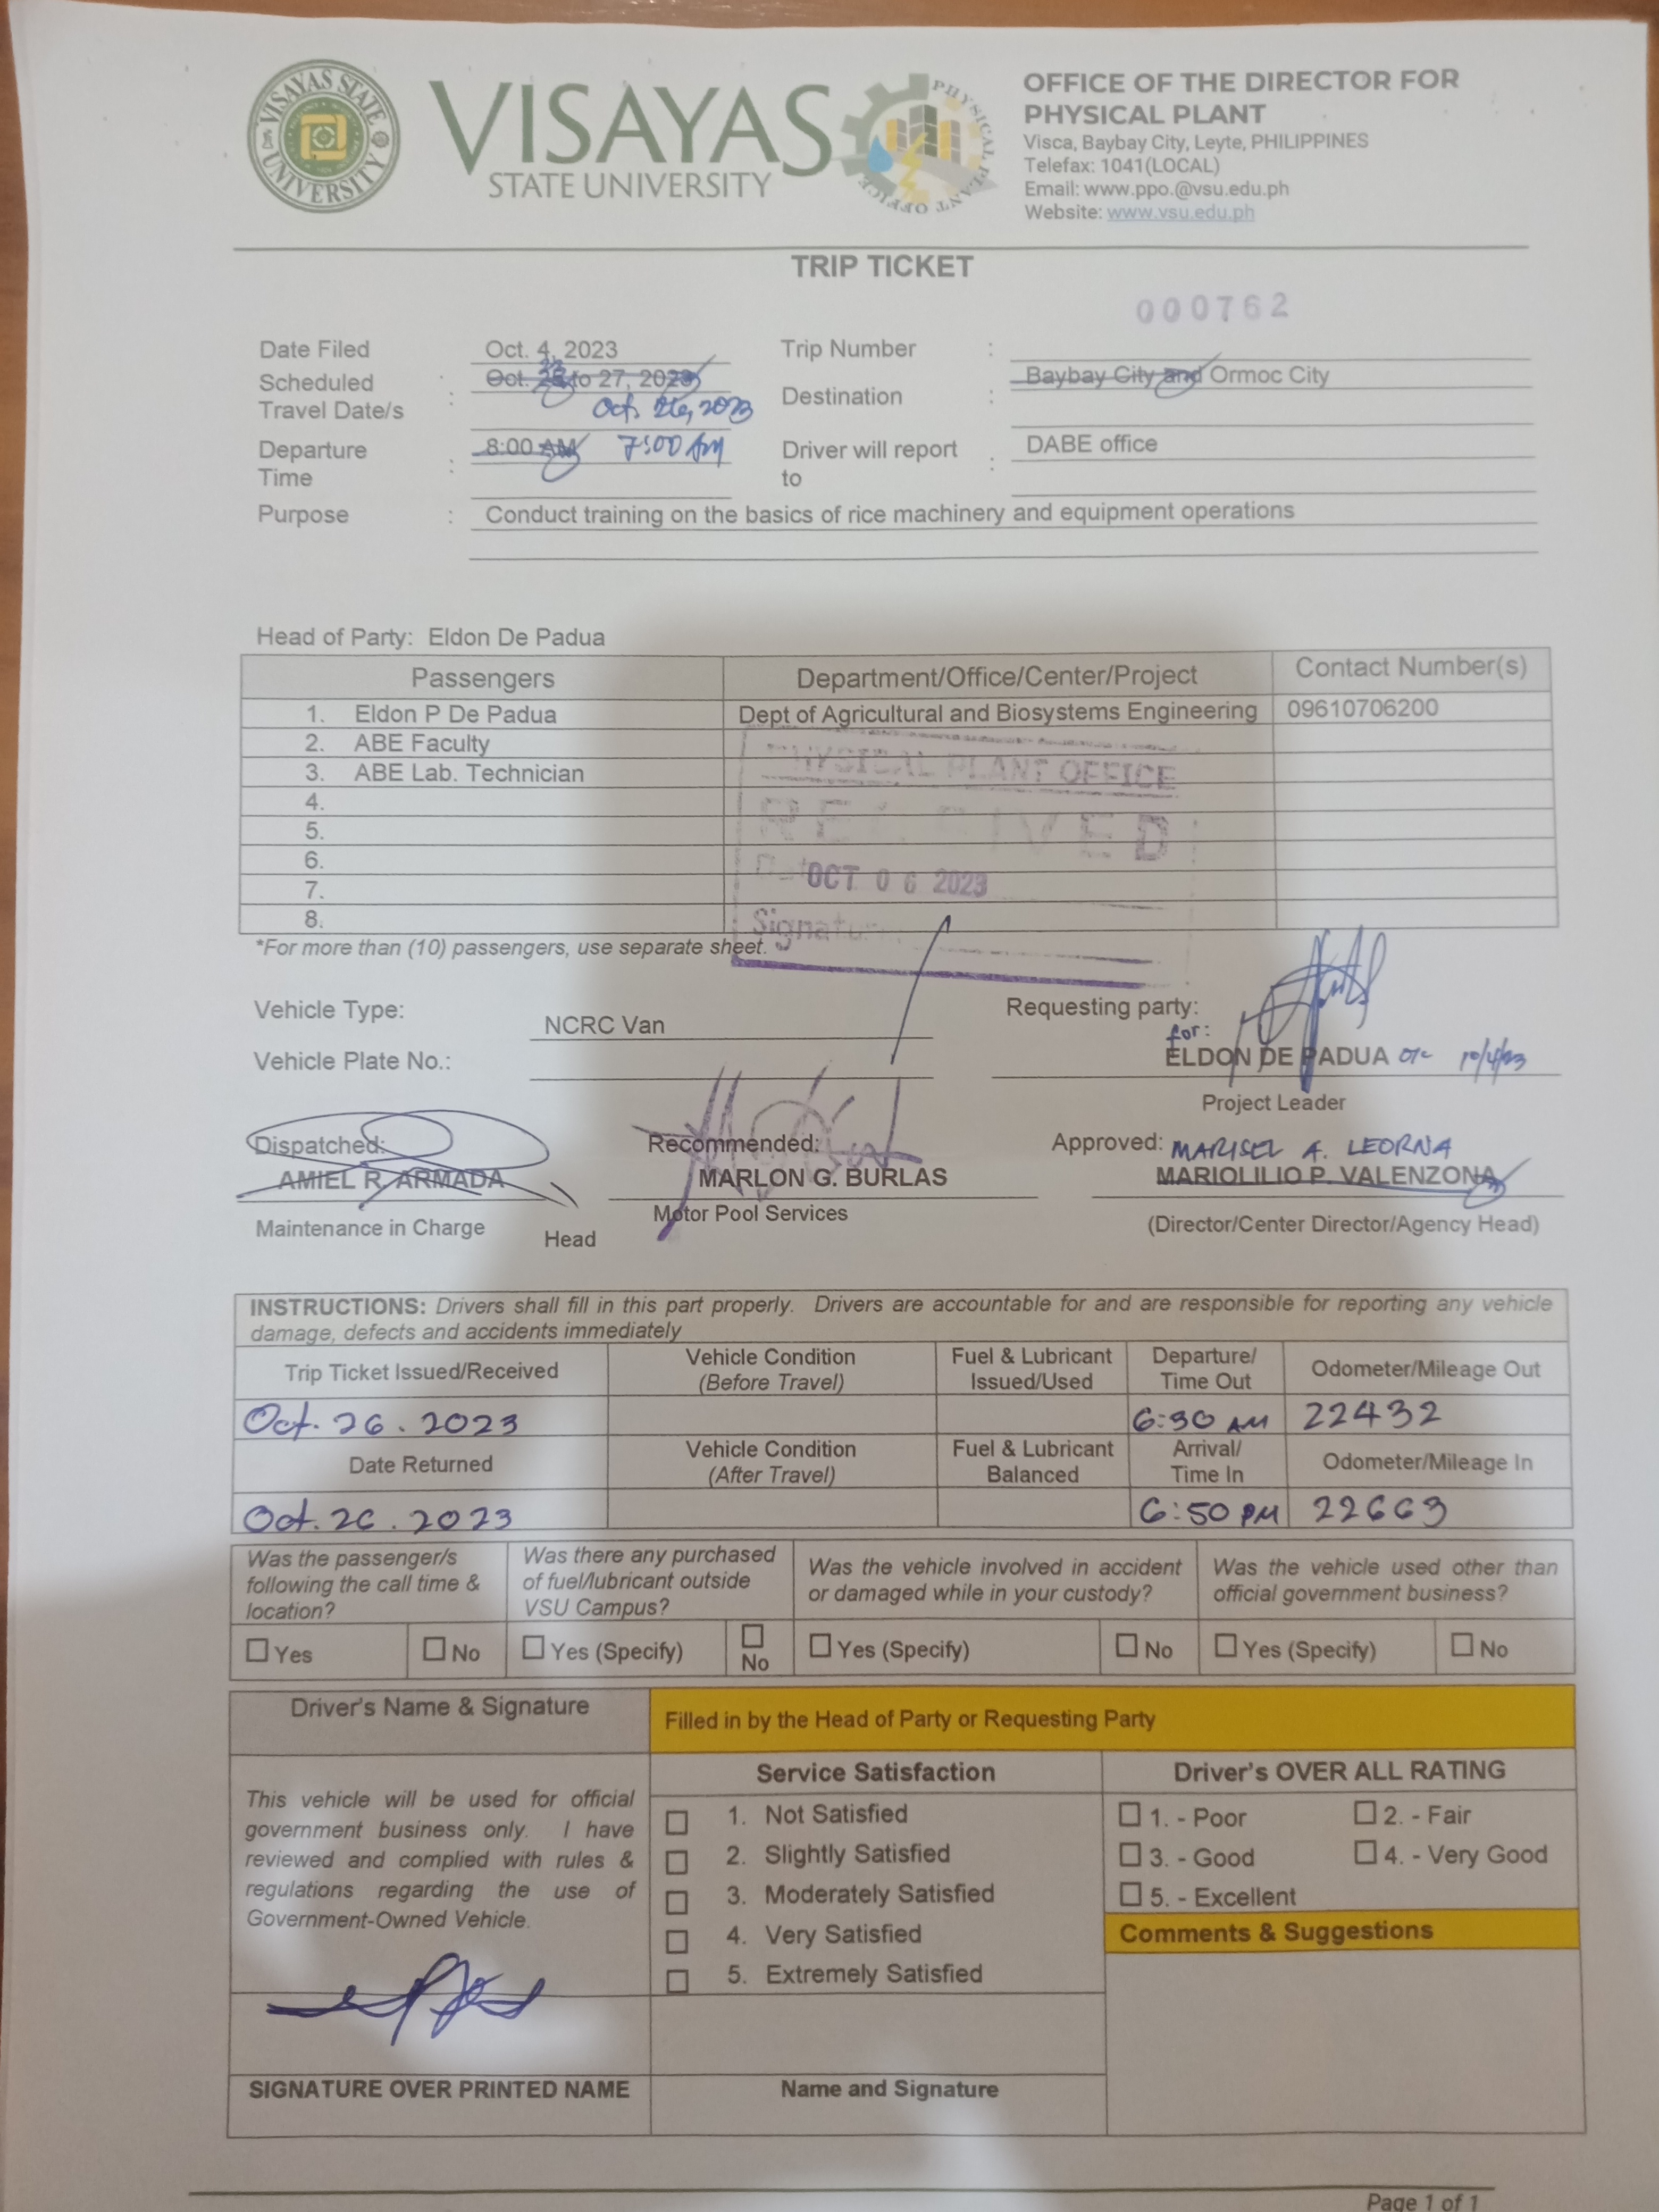 VISAYAS STATE UNIVERSITY
VISAYAS
STATE UNIVERSITY
PHYSICAL PLANT OFFICE
OFFICE OF THE DIRECTOR FOR
PHYSICAL PLANT
Visca, Baybay City, Leyte, PHILIPPINES
Telefax: 1041(LOCAL)
Email: www.ppo.@vsu.edu.ph
Website: www.vsu.edu.ph
TRIP TICKET
000762
Date Filed Oct. 4, 2023 Trip Number :
Scheduled Travel Date/s : Oct. to 27, 2023 Oct. 26, 2023 Destination : Baybay City and Ormoc City
Departure Time : 8:00 AM 7:00 AM Driver will report to : DABE office
Purpose : Conduct training on the basics of rice machinery and equipment operations
Head of Party: Eldon De Padua
Passengers Department/Office/Center/Project Contact Number(s)
1. Eldon P De Padua Dept of Agricultural and Biosystems Engineering 09610706200
2. ABE Faculty
3. ABE Lab. Technician
4.
5.
6.
7.
8.
PHYSICAL PLANT OFFICE
RECEIVED
Date OCT 06 2023
Signature
*For more than (10) passengers, use separate sheet.
Vehicle Type: NCRC Van
Vehicle Plate No.:
Requesting party:
for:
ELDON DE PADUA 10/4/23
Project Leader
Dispatched: Recommended: Approved: MARISEL A. LEORNA
AMIEL R. ARMADA MARLON G. BURLAS MARIOLILIO P. VALENZONA
Maintenance in Charge Head Motor Pool Services (Director/Center Director/Agency Head)
INSTRUCTIONS: Drivers shall fill in this part properly. Drivers are accountable for and are responsible for reporting any vehicle
damage, defects and accidents immediately
Trip Ticket Issued/Received Vehicle Condition (Before Travel) Fuel & Lubricant Issued/Used Departure/ Time Out Odometer/Mileage Out
Oct. 26. 2023 6:30 AM 22432
Date Returned Vehicle Condition (After Travel) Fuel & Lubricant Balanced Arrival/ Time In Odometer/Mileage In
Oct. 26. 2023 6:50 PM 22663
Was the passenger/s following the call time & location? Was there any purchased of fuel/lubricant outside VSU Campus? Was the vehicle involved in accident or damaged while in your custody? Was the vehicle used other than official government business?
☐ Yes ☐ No ☐ Yes (Specify) ☐ No ☐ Yes (Specify) ☐ No ☐ Yes (Specify) ☐ No
Driver's Name & Signature Filled in by the Head of Party or Requesting Party
This vehicle will be used for official
government business only. I have
reviewed and complied with rules &
regulations regarding the use of
Government-Owned Vehicle.
SIGNATURE OVER PRINTED NAME
Service Satisfaction
☐ 1. Not Satisfied
☐ 2. Slightly Satisfied
☐ 3. Moderately Satisfied
☐ 4. Very Satisfied
☐ 5. Extremely Satisfied
Name and Signature
Driver's OVER ALL RATING
☐ 1. - Poor ☐ 2. - Fair
☐ 3. - Good ☐ 4. - Very Good
☐ 5. - Excellent
Comments & Suggestions
Page 1 of 1